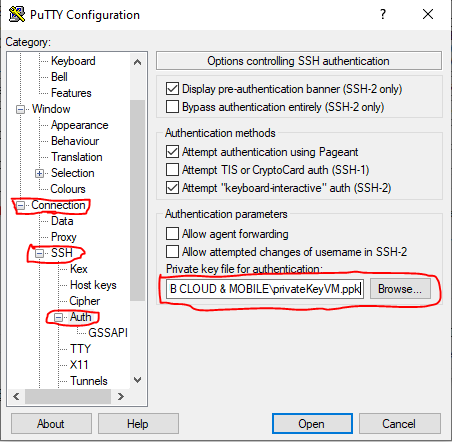 PuTTY Configuration
Category:
Keyboard
Bell
Features
Window
Appearance
Behaviour
Translation
Selection
Colours
Connection
Data
Proxy
SSH
Kex
Host keys
Cipher
Auth
GSSAPI
TTY
X11
Tunnels
Options controlling SSH authentication
Display pre-authentication banner (SSH-2 only)
Bypass authentication entirely (SSH-2 only)
Authentication methods
Attempt authentication using Pageant
Attempt TIS or CryptoCard auth (SSH-1)
Attempt "keyboard-interactive" auth (SSH-2)
Authentication parameters
Allow agent forwarding
Allow attempted changes of username in SSH-2
Private key file for authentication:
B CLOUD & MOBILE\privateKeyVM.ppk Browse...
About Help Open Cancel